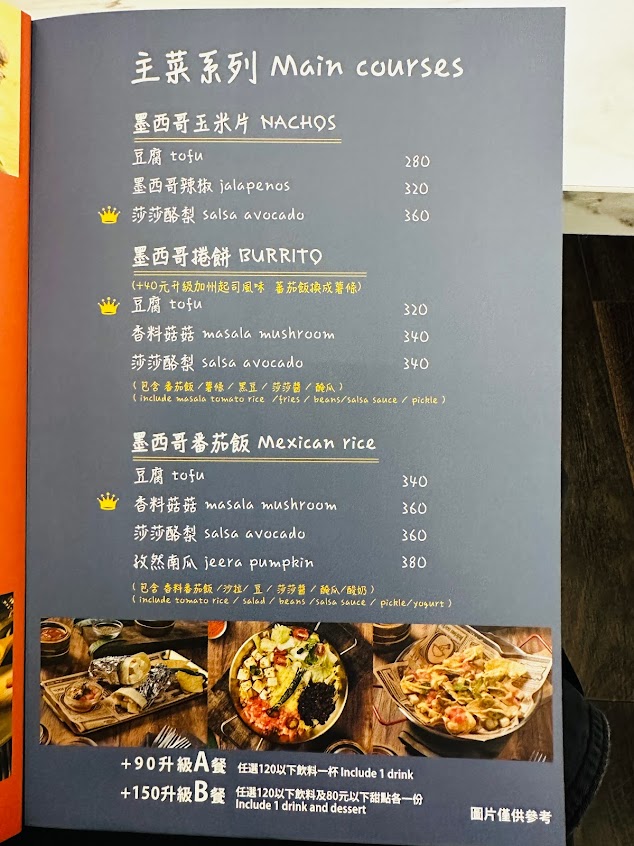 主菜系列 Main courses
墨西哥玉米片 NACHOS
豆腐 tofu 280
墨西哥辣椒 jalapenos 320
莎莎酪梨 salsa avocado 360
墨西哥捲餅 BURRITO
(+40元升級加州起司風味 蕃茄飯換成薯條)
豆腐 tofu 320
香料菇菇 masala mushroom 340
莎莎酪梨 salsa avocado 340
( 包含 番茄飯 /薯條 / 黑豆 / 莎莎醬 / 醃瓜 )
( include masala tomato rice /fries / beans/salsa sauce / pickle )
墨西哥番茄飯 Mexican rice
豆腐 tofu 340
香料菇菇 masala mushroom 360
莎莎酪梨 salsa avocado 360
孜然南瓜 jeera pumpkin 380
( 包含 香料番茄飯 /沙拉/ 豆 / 莎莎醬 / 醃瓜/酸奶 )
( include tomato rice / salad / beans /salsa sauce / pickle/yogurt )
+90升級A餐 任選120以下飲料一杯 Include 1 drink
+150升級B餐 任選120以下飲料及80元以下甜點各一份
Include 1 drink and dessert
圖片僅供參考